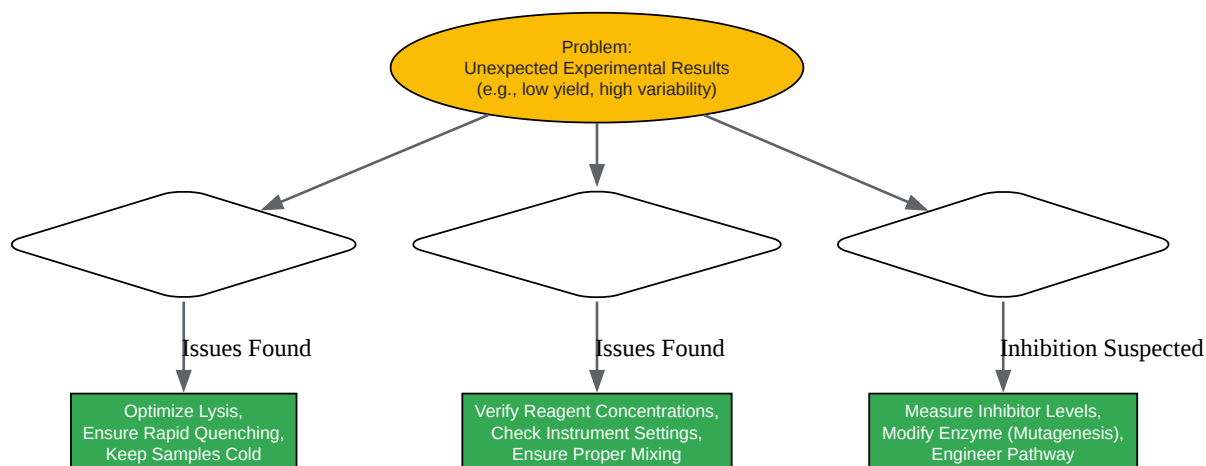 Problem:
Unexpected Experimental Results
(e.g., low yield, high variability)
Issues Found
Issues Found
Inhibition Suspected
Optimize Lysis,
Ensure Rapid Quenching,
Keep Samples Cold
Verify Reagent Concentrations,
Check Instrument Settings,
Ensure Proper Mixing
Measure Inhibitor Levels,
Modify Enzyme (Mutagenesis),
Engineer Pathway